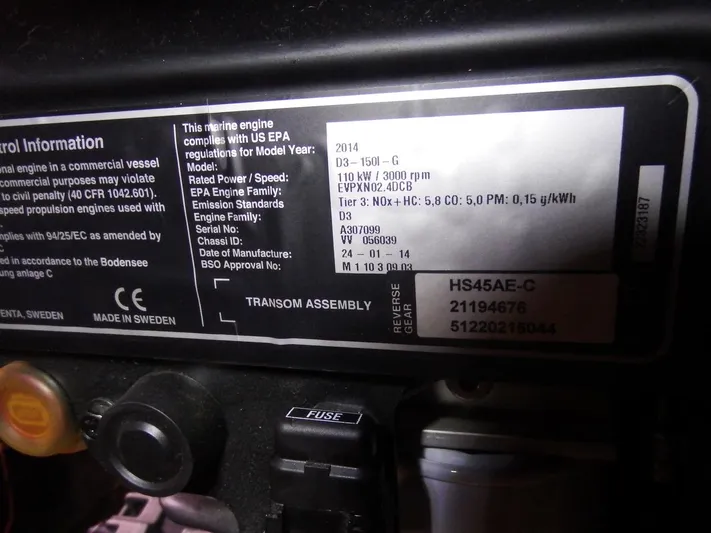 rol Information
onal engine in a commercial vessel
commercial purposes may violate
to civil penalty (40 CFR 1042.601).
speed propulsion engines used with
mplies with 94/25/EC as amended by
C
ed in accordance to the Bodensee
ung anlage C
ENTA, SWEDEN
CE
MADE IN SWEDEN
This marine engine
complies with US EPA
regulations for Model Year: 2014
Model: D3-150I-G
Rated Power / Speed: 110 kW / 3000 rpm
EPA Engine Family: EVPXN02.4DCB
Emission Standards Tier 3: NOx+HC: 5,8 CO: 5,0 PM: 0,15 g/kWh
Engine Family: D3
Serial No: A307099
Chassi ID: VV 056039
Date of Manufacture: 24-01-14
BSO Approval No.: M 1 10 3 09 03
TRANSOM ASSEMBLY
REVERSE
GEAR
HS45AE-C
21194676
51220216044
FUSE